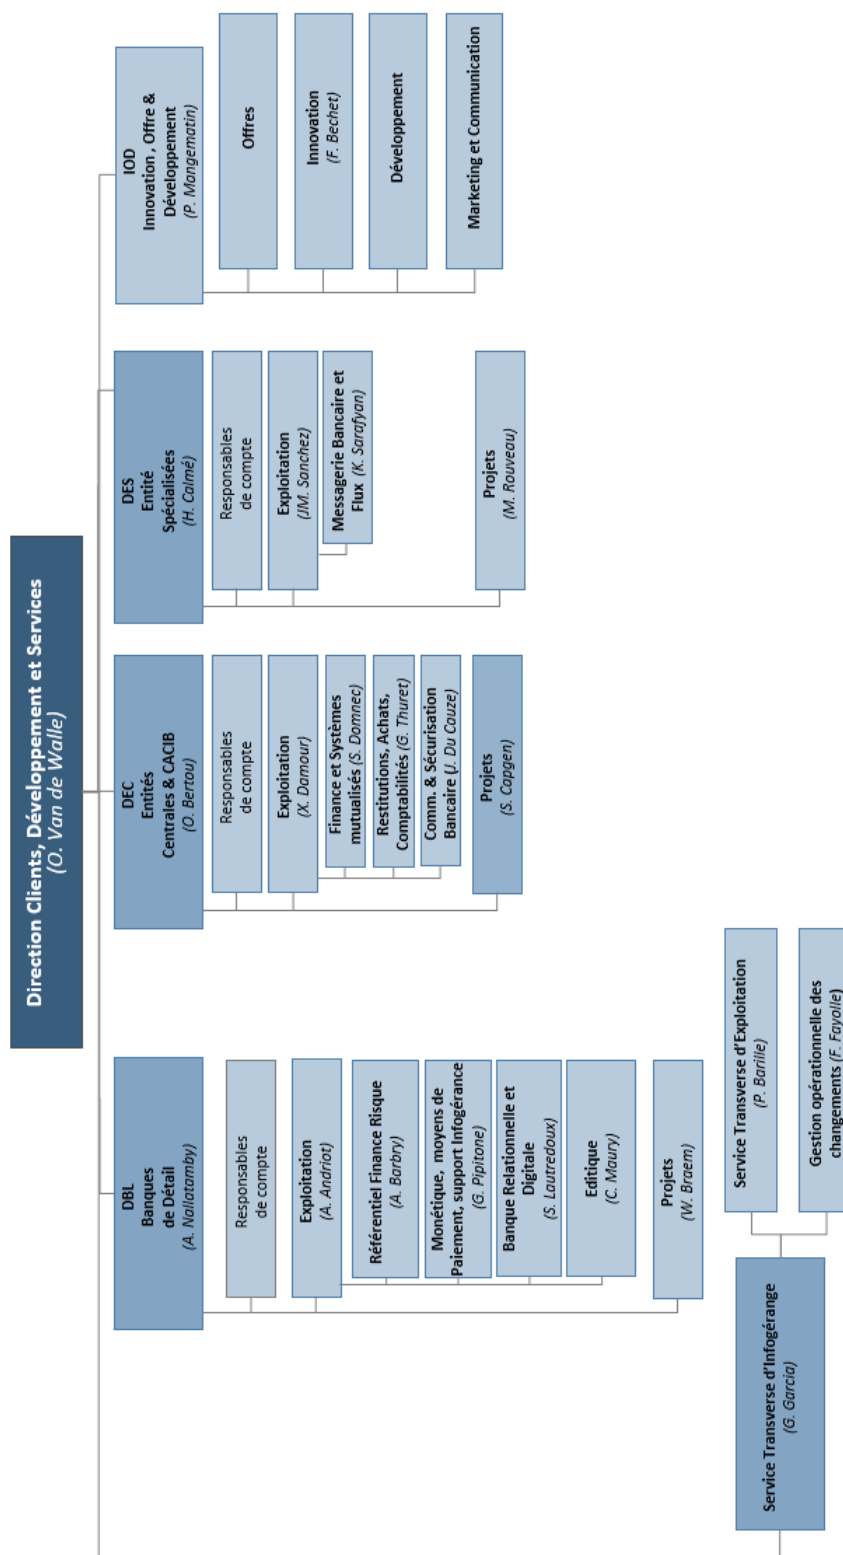 Direction Clients, Développement et Services
(O. Van de Walle)
DBL
Banques
de Détail
(A. Nallatamby)
Responsables
de compte
Exploitation
(A. Andriot)
Référentiel Finance Risque
(A. Barbry)
Monétique, moyens de
Paiement, support Infogérance
(G. Pipitone)
Banque Relationnelle et
Digitale
(S. Lautredoux)
Editique
(C. Maury)
Projets
(W. Braem)
DEC
Entités
Centrales & CACIB
(O. Bertou)
Responsables
de compte
Exploitation
(X. Damour)
Finance et Systèmes
mutualisés (S. Domnec)
Restitutions, Achats,
Comptabilités (G. Thuret)
Comm. & Sécurisation
Bancaire (J. Du Cauze)
Projets
(S. Capgen)
DES
Entité
Spécialisées
(H. Calmé)
Responsables
de compte
Exploitation
(JM. Sanchez)
Messagerie Bancaire et
Flux (K. Sarafyan)
Projets
(M. Rouveau)
IOD
Innovation , Offre &
Développement
(P. Mangematin)
Offres
Innovation
(F. Bechet)
Développement
Marketing et Communication
Service Transverse d'Infogérange
(G. Garcia)
Service Transverse d'Exploitation
(P. Barille)
Gestion opérationnelle des
changements (F. Fayolle)